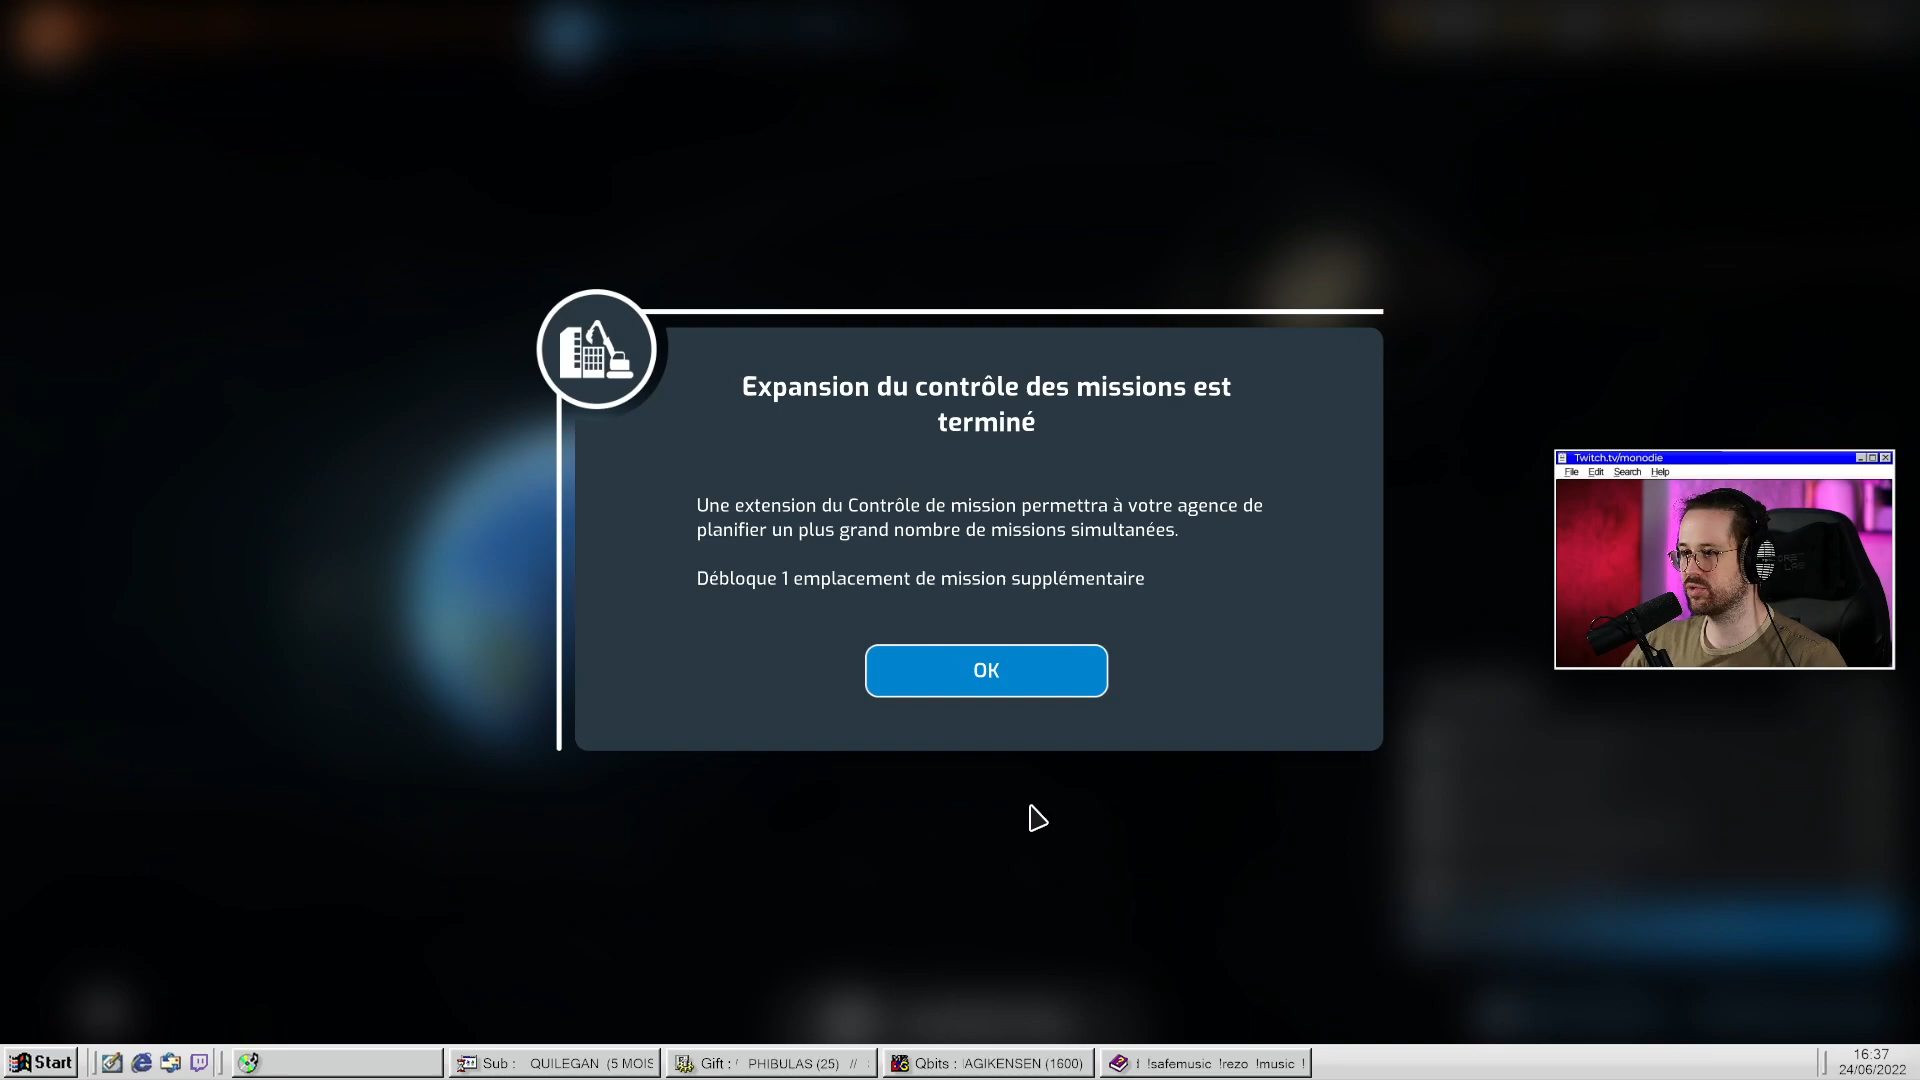 Expansion du contrôle des missions est
terminé
Une extension du Contrôle de mission permettra à votre agence de
planifier un plus grand nombre de missions simultanées.
Débloque 1 emplacement de mission supplémentaire
OK
Twitch.tv/monodie
File Edit Search Help
Start
Sub : QUILEGAN (5 MOIS
Gift : PHIBULAS (25) //
Qbits : AGIKENSEN (1600)
!safemusic !rezo !music !
16:37
24/06/2022